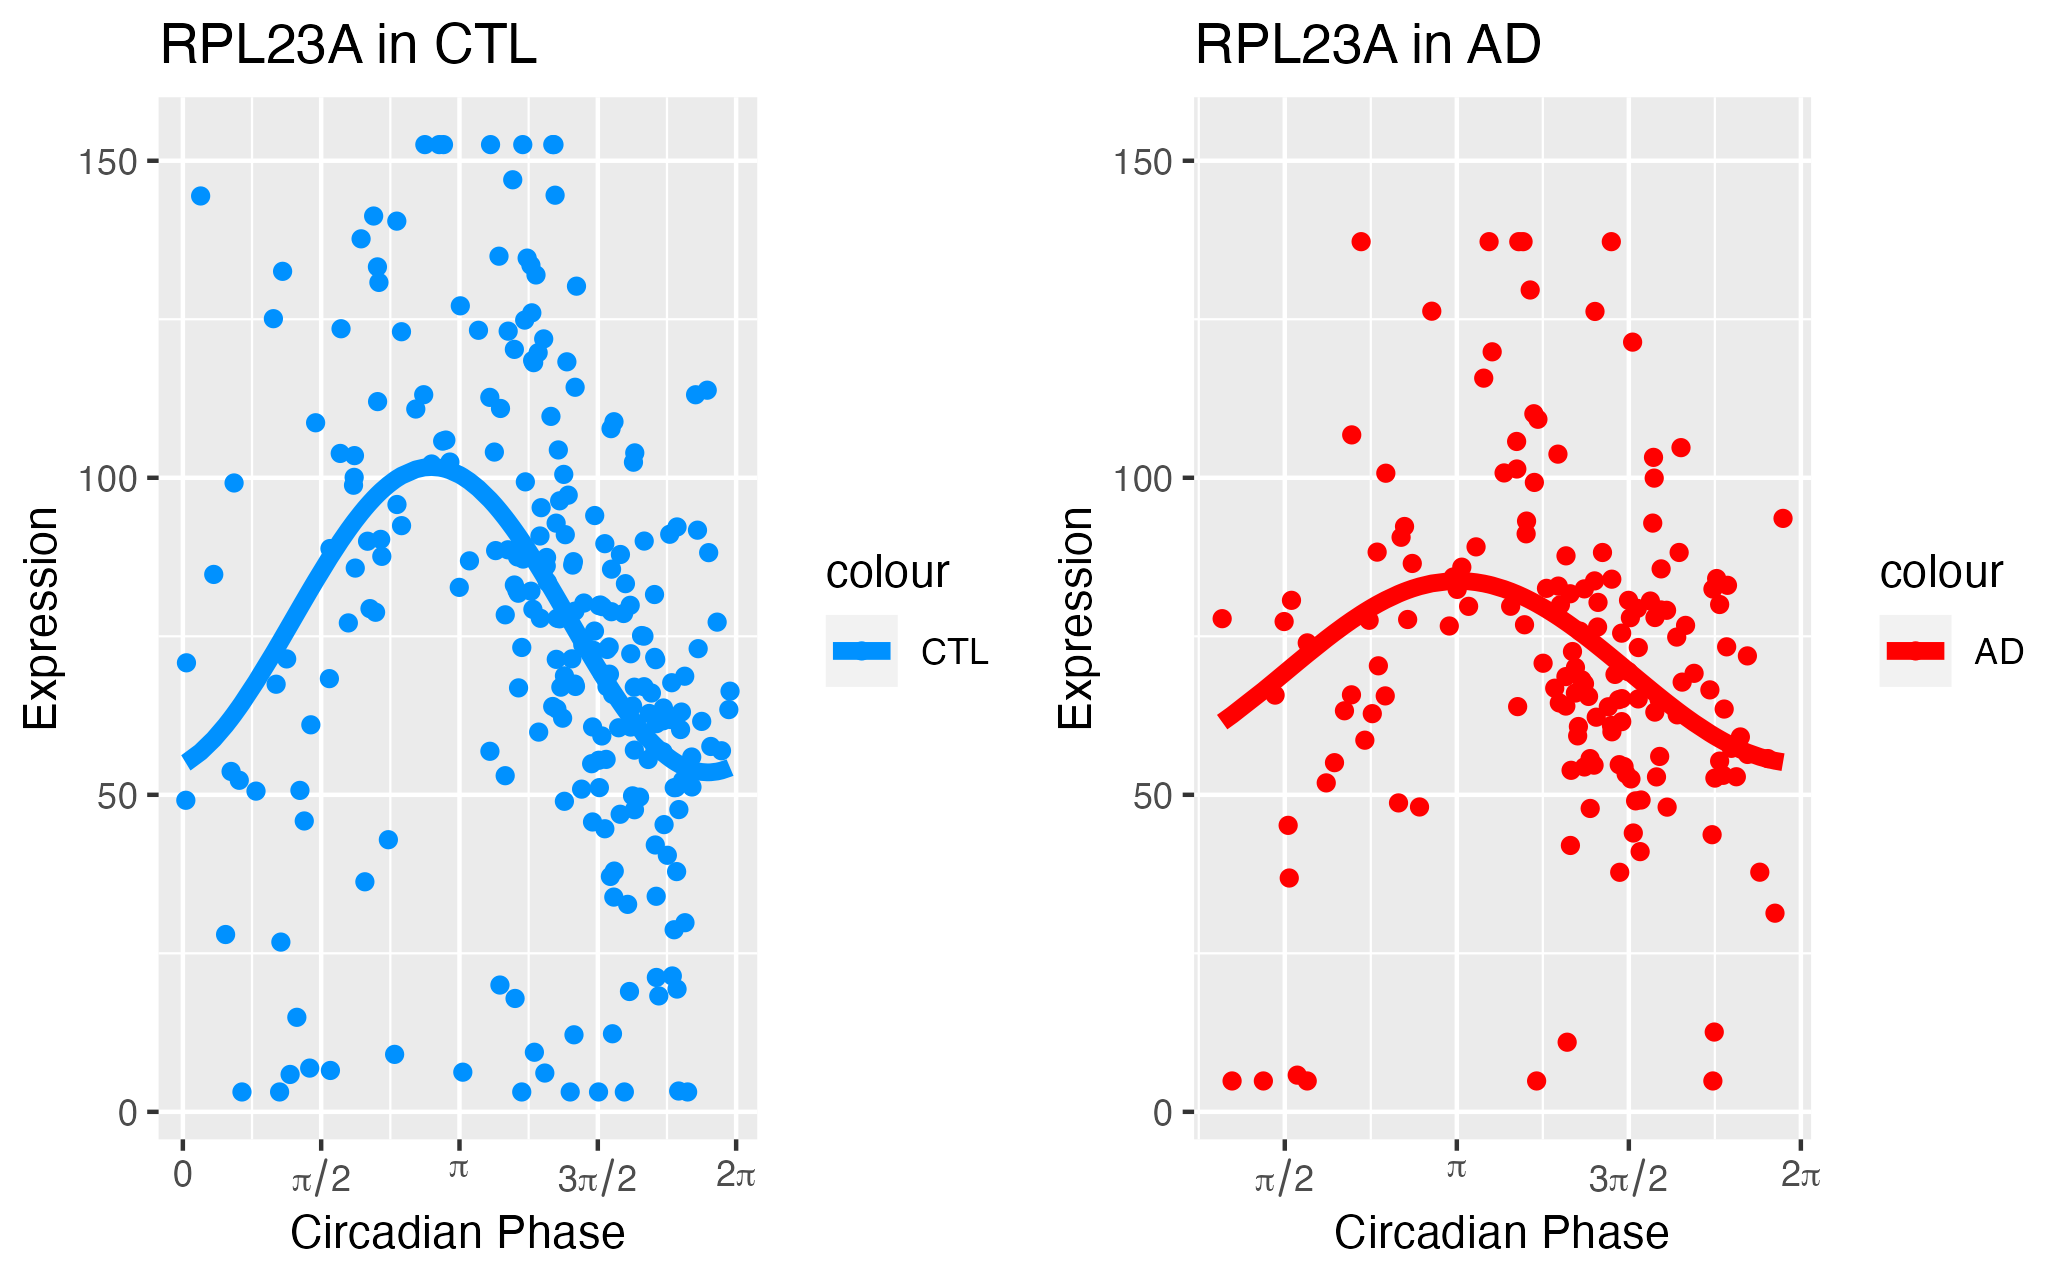 RPL23A in CTL
150
100
50
0
Expression
0
π/2
π
3π/2
2π
Circadian Phase
colour
CTL
RPL23A in AD
150
100
50
0
Expression
π/2
π
3π/2
2π
Circadian Phase
colour
AD